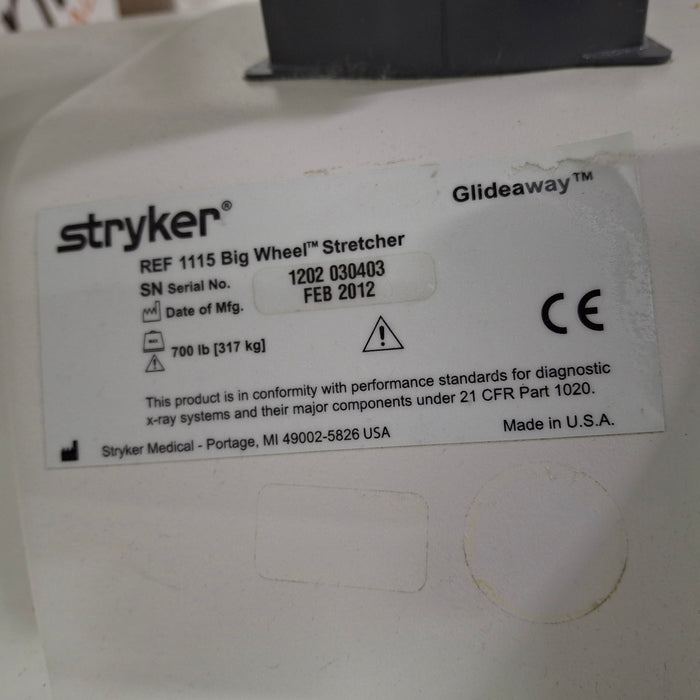 stryker®
Glideaway™
REF 1115 Big Wheel™ Stretcher
SN Serial No. 1202 030403
Date of Mfg. FEB 2012
700 lb [317 kg]
CE
This product is in conformity with performance standards for diagnostic
x-ray systems and their major components under 21 CFR Part 1020.
Stryker Medical - Portage, MI 49002-5826 USA
Made in U.S.A.